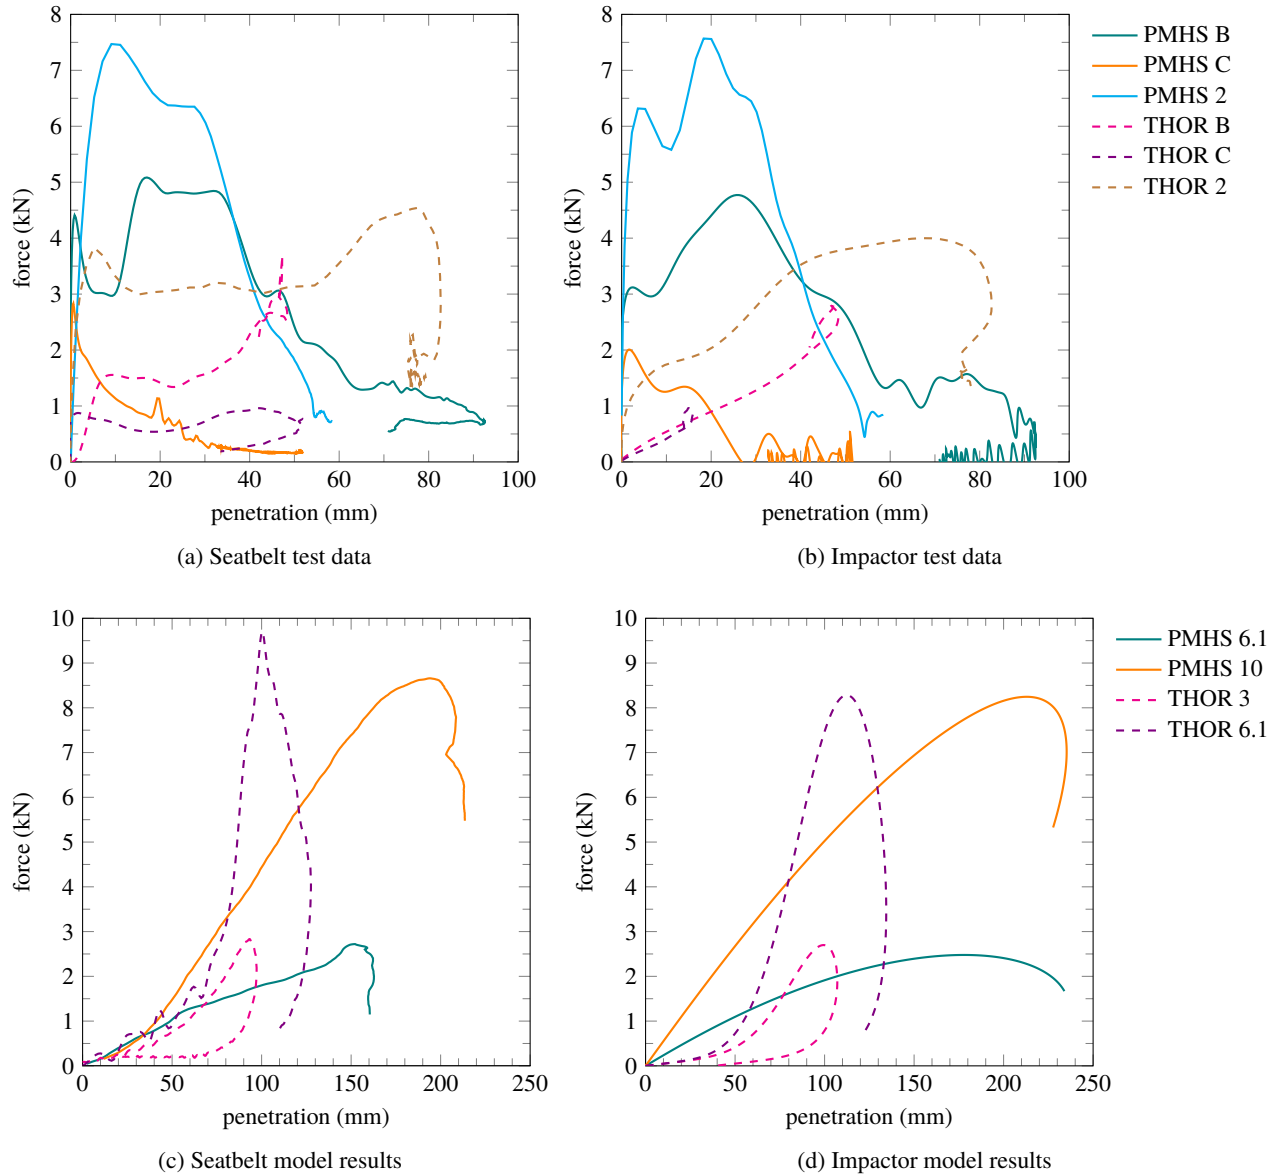 8
7
6
5
4
3
2
1
0
0 20 40 60 80 100
force (kN)
penetration (mm)
(a) Seatbelt test data
8
7
6
5
4
3
2
1
0
0 20 40 60 80 100
force (kN)
penetration (mm)
(b) Impactor test data
PMHS B
PMHS C
PMHS 2
THOR B
THOR C
THOR 2
10
9
8
7
6
5
4
3
2
1
0
0 50 100 150 200 250
force (kN)
penetration (mm)
(c) Seatbelt model results
10
9
8
7
6
5
4
3
2
1
0
0 50 100 150 200 250
force (kN)
penetration (mm)
(d) Impactor model results
PMHS 6.1
PMHS 10
THOR 3
THOR 6.1